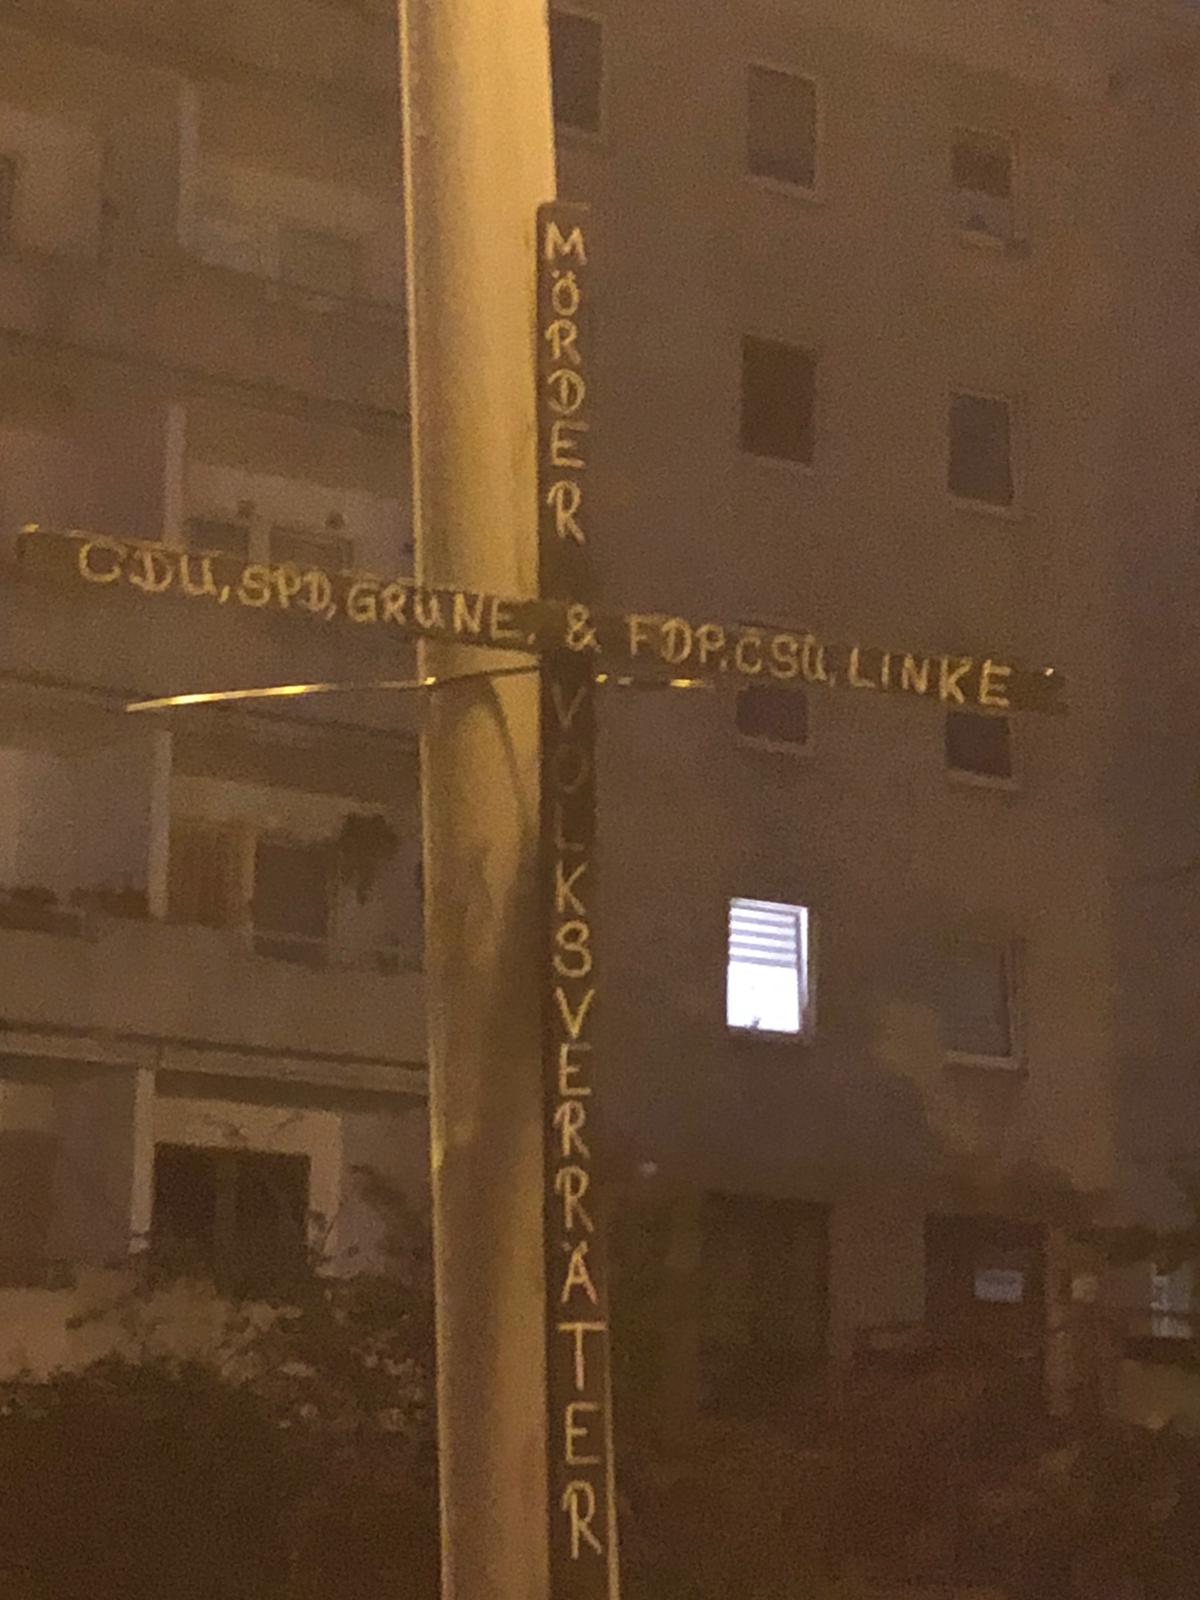 MÖRDER
CDU, SPD, GRÜNE, & FDP, CSU, LINKE
VOLKSVERRÄTER